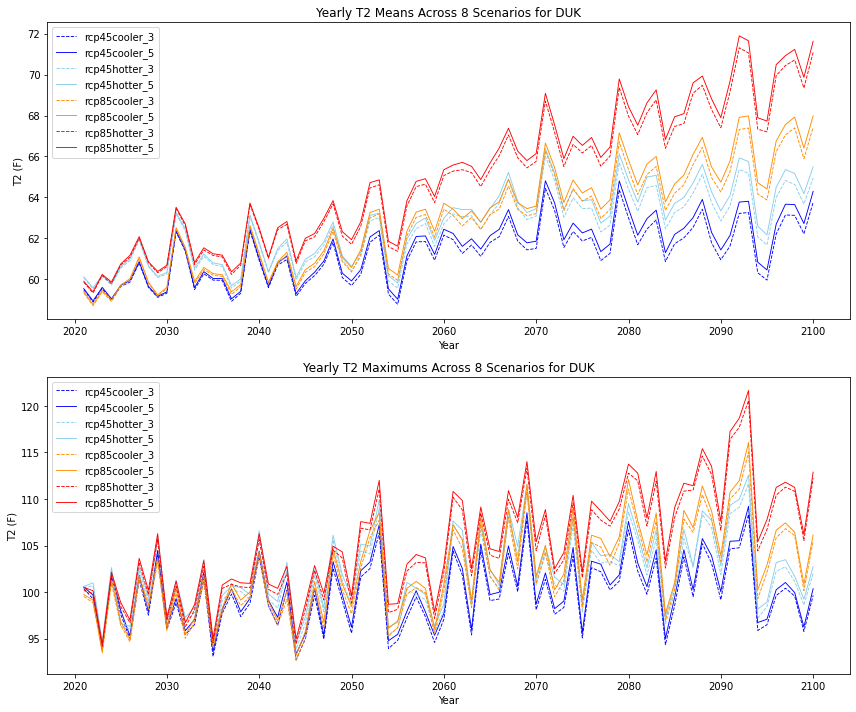 Yearly T2 Means Across 8 Scenarios for DUK
rcp45cooler_3
rcp45cooler_5
rcp45hotter_3
rcp45hotter_5
rcp85cooler_3
rcp85cooler_5
rcp85hotter_3
rcp85hotter_5
72
70
68
66
64
62
60
T2 (F)
2020
2030
2040
2050
2060
2070
2080
2090
2100
Year
Yearly T2 Maximums Across 8 Scenarios for DUK
rcp45cooler_3
rcp45cooler_5
rcp45hotter_3
rcp45hotter_5
rcp85cooler_3
rcp85cooler_5
rcp85hotter_3
rcp85hotter_5
120
115
110
105
100
95
T2 (F)
2020
2030
2040
2050
2060
2070
2080
2090
2100
Year